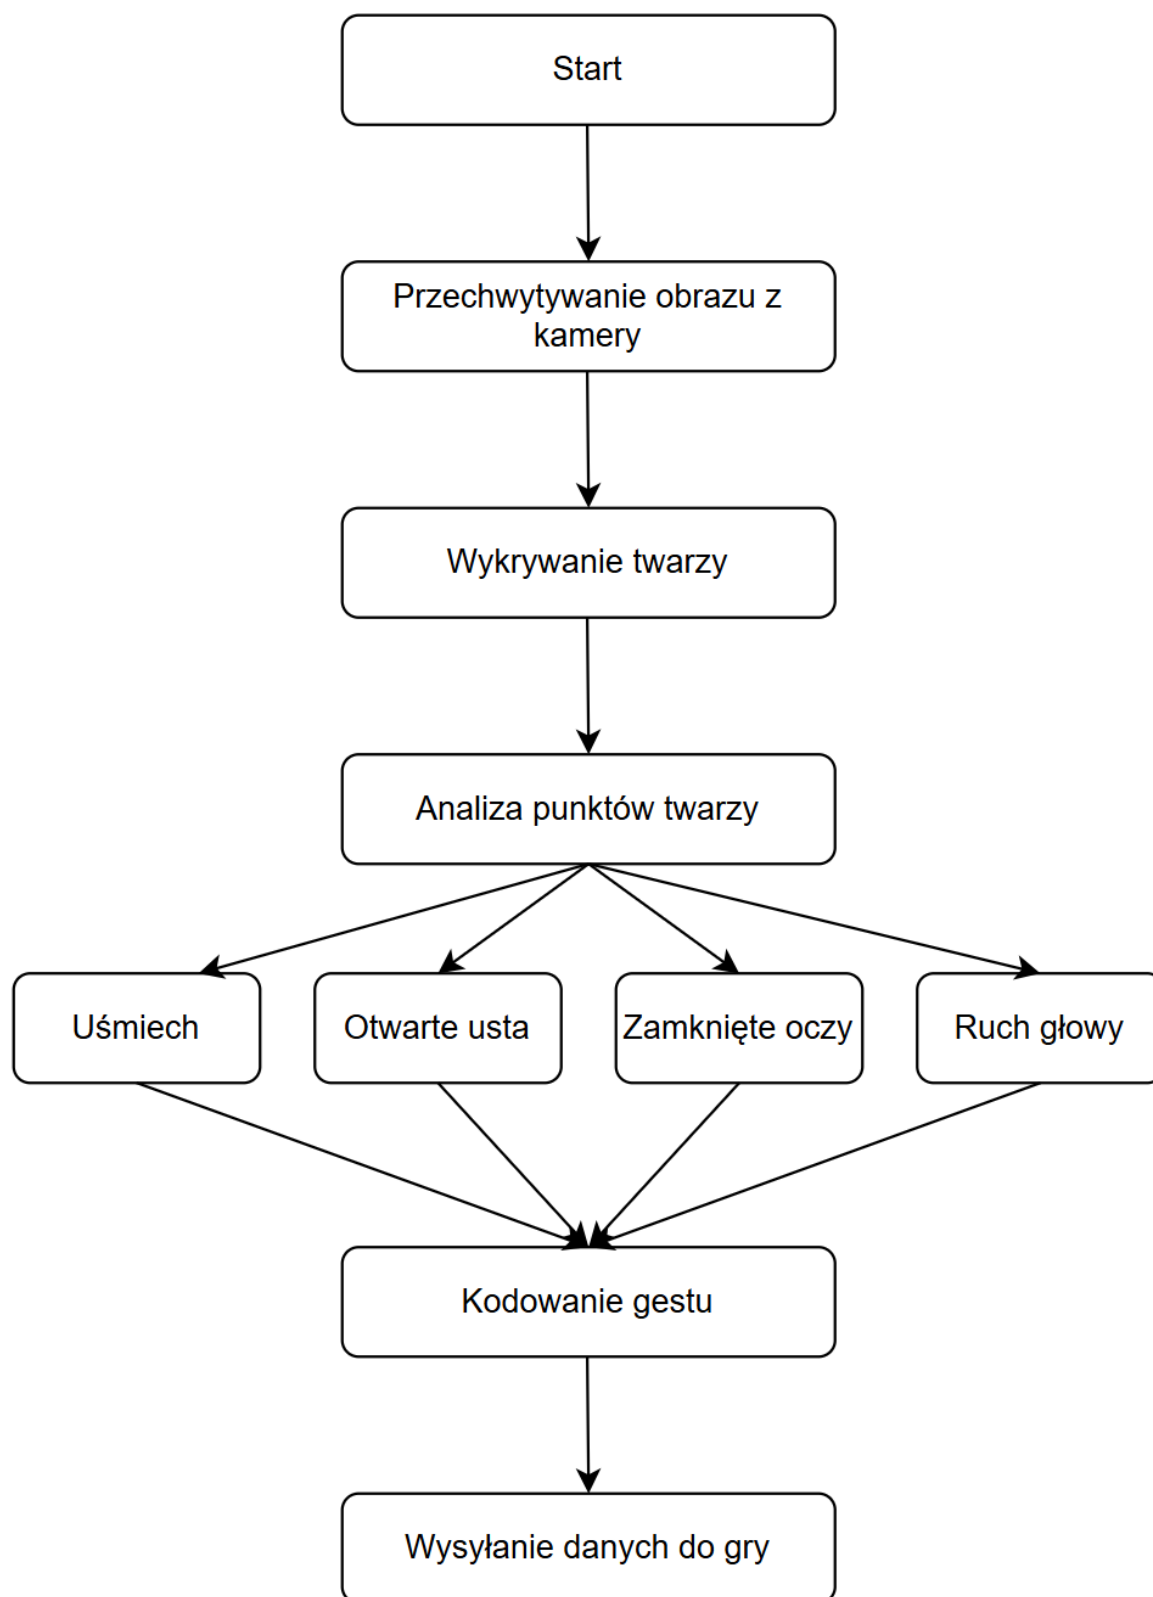 Start
Przechwytywanie obrazu z
kamery
Wykrywanie twarzy
Analiza punktów twarzy
Uśmiech
Otwarte usta
Zamknięte oczy
Ruch głowy
Kodowanie gestu
Wysyłanie danych do gry